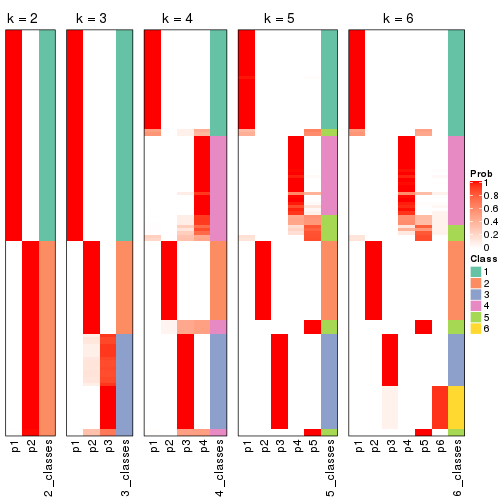 k = 2
k = 3
k = 4
k = 5
k = 6
Prob
1
0.8
0.6
0.4
0.2
0
Class
1
2
3
4
5
6
p1
p2
2_classes
p1
p2
p3
3_classes
p1
p2
p3
p4
4_classes
p1
p2
p3
p4
p5
5_classes
p1
p2
p3
p4
p5
p6
6_classes